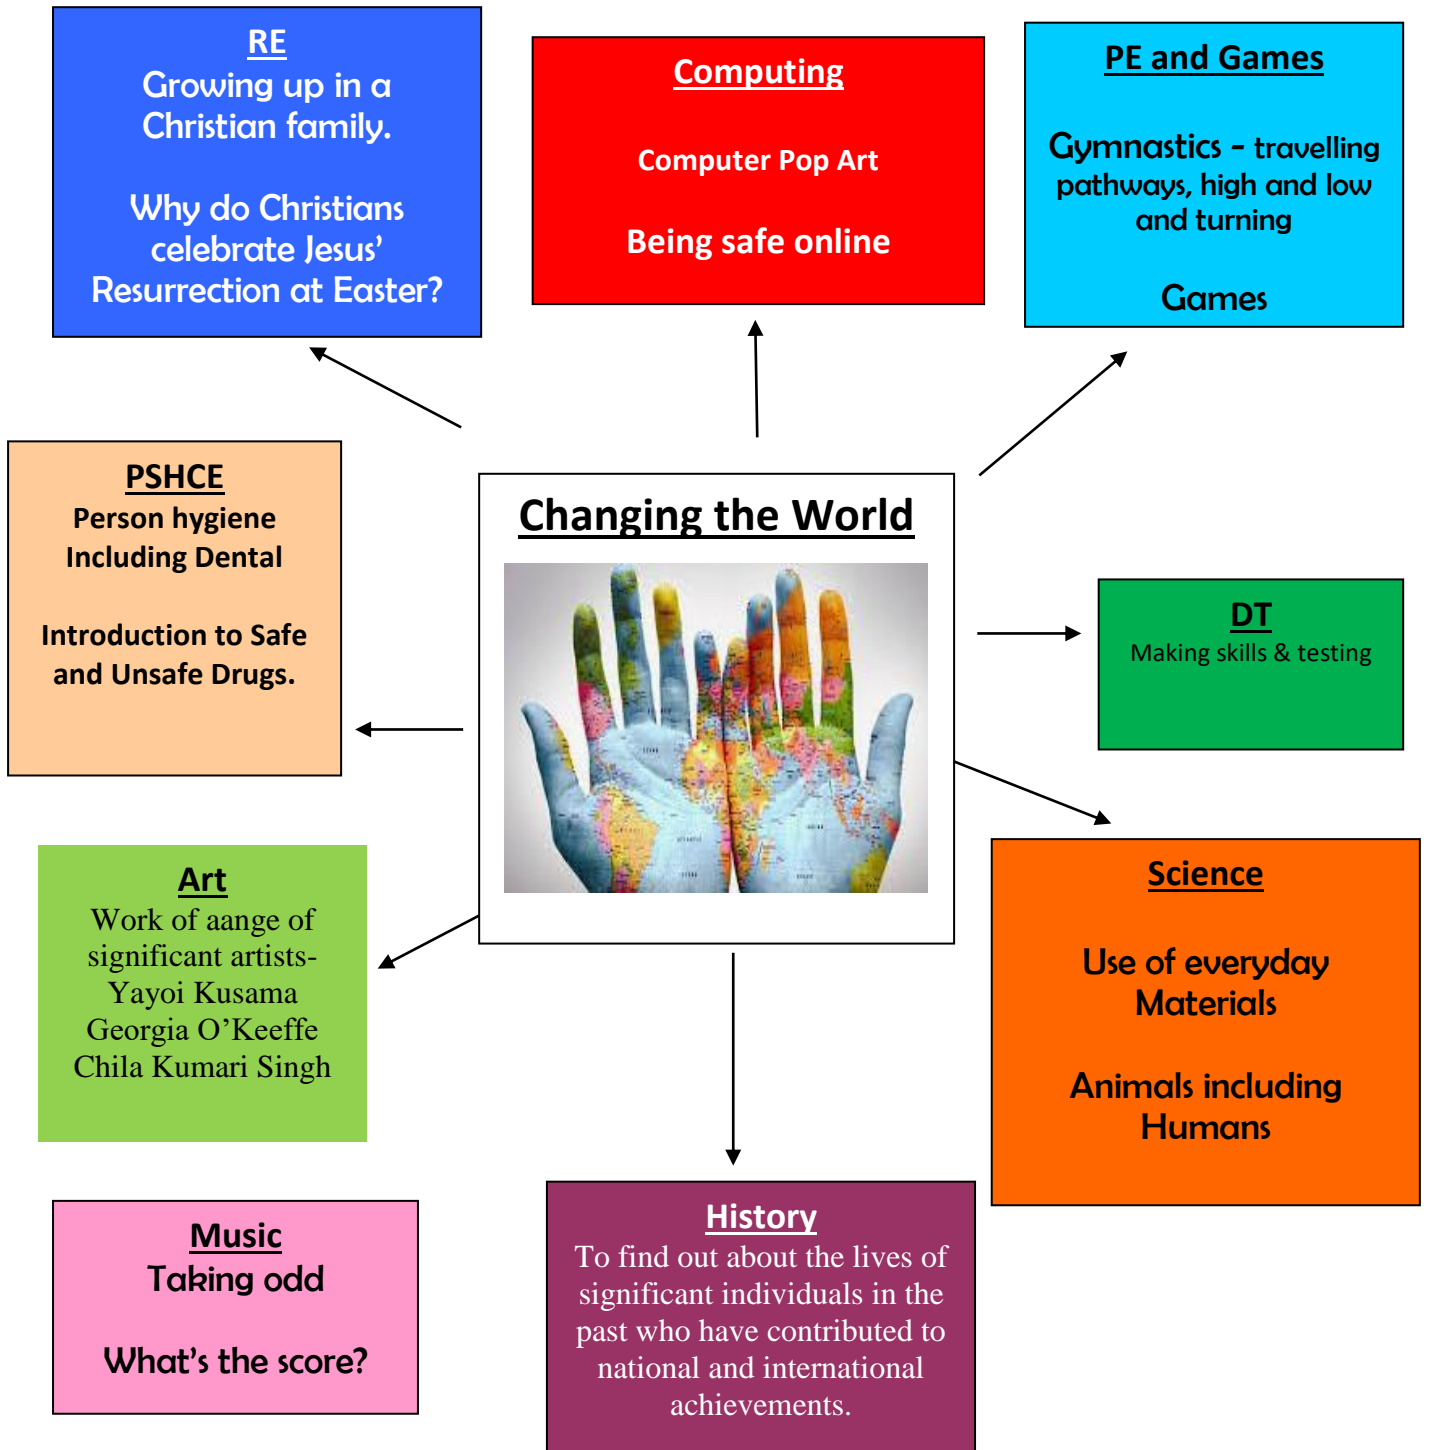 RE
Growing up in a
Christian family.
Why do Christians
celebrate Jesus'
Resurrection at Easter?
Computing
Computer Pop Art
Being safe online
PE and Games
Gymnastics - travelling
pathways, high and low
and turning
Games
PSHCE
Person hygiene
Including Dental
Introduction to Safe
and Unsafe Drugs.
Changing the World
DT
Making skills & testing
Art
Work of aange of
significant artists-
Yayoi Kusama
Georgia O’Keeffe
Chila Kumari Singh
Science
Use of everyday
Materials
Animals including
Humans
Music
Taking odd
What's the score?
History
To find out about the lives of
significant individuals in the
past who have contributed to
national and international
achievements.